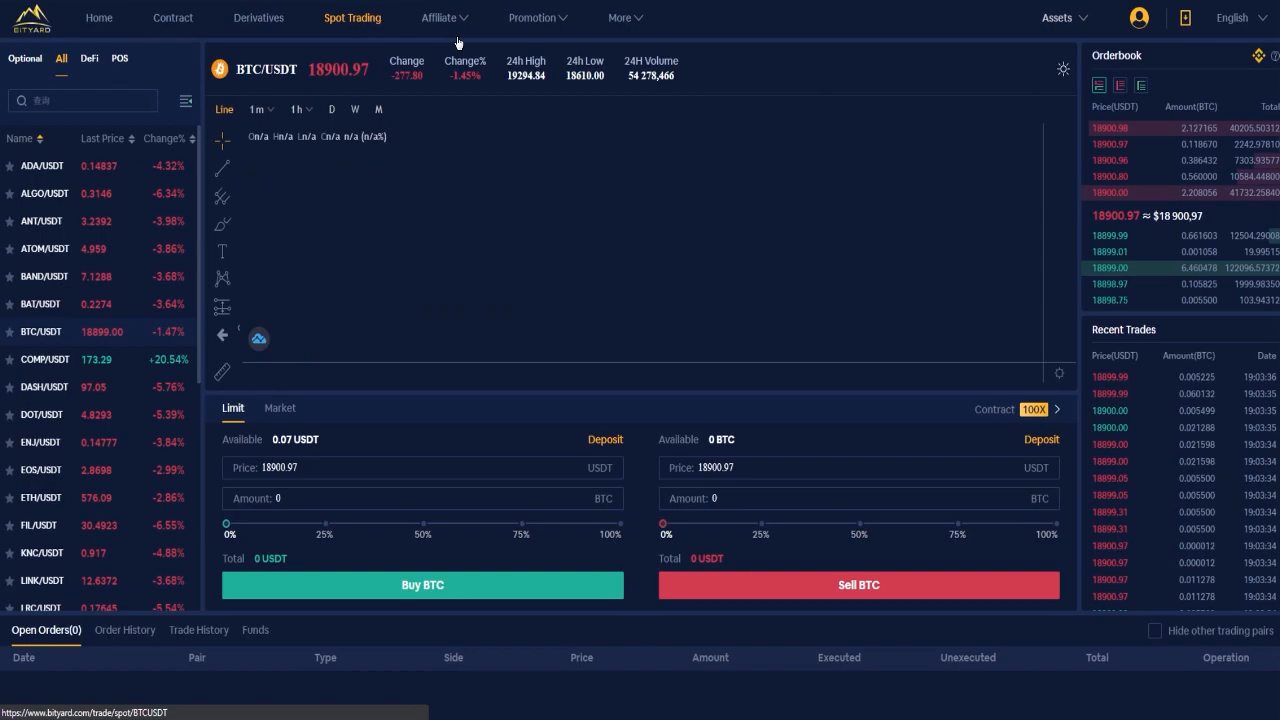 BITYARD
Home Contract Derivatives Spot Trading Affiliate Promotion More Assets English
Optional All DeFi POS
查询
Name Last Price Change%
ADA/USDT 0.14837 -4.32%
ALGO/USDT 0.3146 -6.34%
ANT/USDT 3.2392 -3.98%
ATOM/USDT 4.959 -3.86%
BAND/USDT 7.1288 -3.68%
BAT/USDT 0.2274 -3.64%
BTC/USDT 18899.00 -1.47%
COMP/USDT 173.29 +20.54%
DASH/USDT 97.05 -5.76%
DOT/USDT 4.8293 -5.39%
ENJ/USDT 0.14777 -3.84%
EOS/USDT 2.8698 -2.99%
ETH/USDT 576.09 -2.86%
FIL/USDT 30.4923 -6.55%
KNC/USDT 0.917 -4.88%
LINK/USDT 12.6372 -3.68%
LRC/USDT 0.17645 -5.54%
BTC/USDT 18900.97
Change Change% 24h High 24h Low 24H Volume
-277.80 -1.45% 19294.84 18610.00 54 278,466
Line 1m 1h D W M
On/a Hn/a Ln/a Cn/a n/a (n/a%)
Limit Market Contract 100X
Available 0.07 USDT Deposit
Price: 18900.97 USDT
Amount: 0 BTC
0% 25% 50% 75% 100%
Total 0 USDT
Buy BTC
Available 0 BTC Deposit
Price: 18900.97 USDT
Amount: 0 BTC
0% 25% 50% 75% 100%
Total 0 USDT
Sell BTC
Orderbook
Price(USDT) Amount(BTC) Total
18900.98 2.127165 40205.50312
18900.97 0.118670 2242.97810
18900.96 0.386432 7303.93577
18900.80 0.560000 10584.44800
18900.00 2.208056 41732.25840
18900.97 ≈ $18 900,97
18899.99 0.661603 12504.29008
18899.01 0.001058 19.99515
18899.00 6.460478 122096.57372
18898.97 0.105825 1999.98350
18898.75 0.005500 103.94312
Recent Trades
Price(USDT) Amount(BTC) Date
18899.99 0.005225 19:03:36
18899.99 0.060132 19:03:35
18900.00 0.005499 19:03:35
18900.00 0.021288 19:03:35
18899.00 0.021598 19:03:34
18899.00 0.021598 19:03:34
18899.05 0.005500 19:03:34
18899.05 0.005500 19:03:34
18899.31 0.005500 19:03:34
18899.31 0.005500 19:03:34
18900.97 0.000012 19:03:34
18900.97 0.000012 19:03:34
18900.97 0.011278 19:03:34
18900.97 0.011278 19:03:34
Open Orders(0) Order History Trade History Funds Hide other trading pairs
Date Pair Type Side Price Amount Executed Unexecuted Total Operation
https://www.bityard.com/trade/spot/BTCUSDT